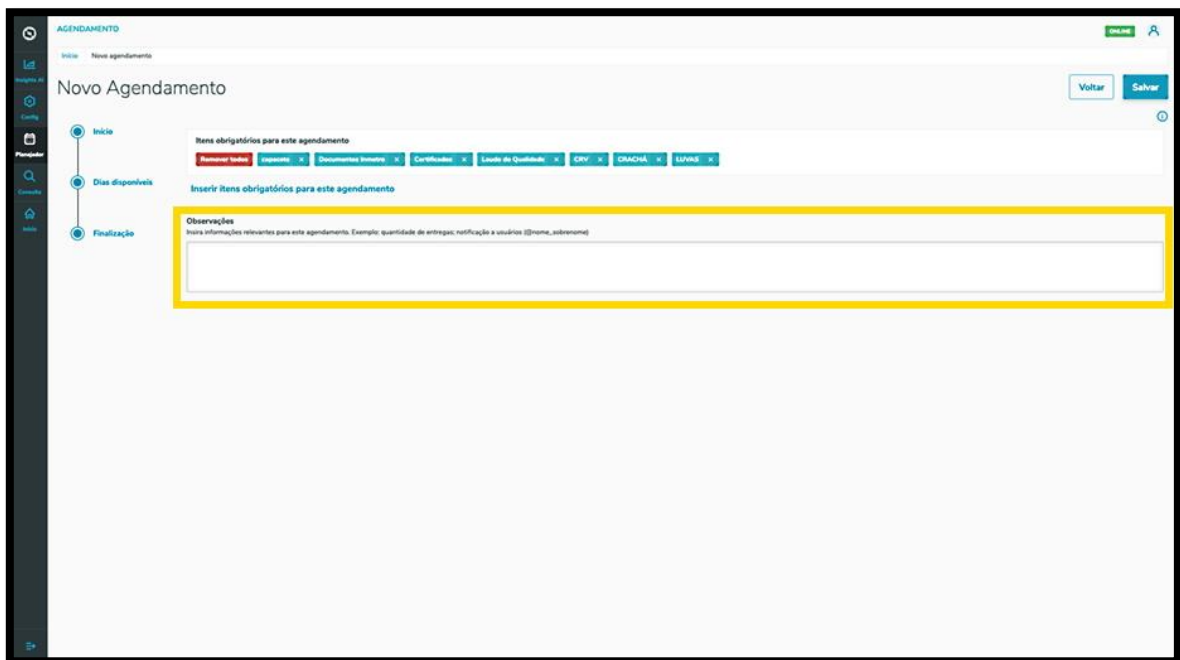 AGENDAMENTO
ONLINE
Início Novo agendamento
Novo Agendamento
Voltar Salvar
Insights AI
Config
Planejador
Consulta
Início
Início
Dias disponíveis
Finalização
Itens obrigatórios para este agendamento
Remover todos capacete × Documentos Inmetro × Certificados × Laudo de Qualidade × CRV × CRACHÁ × LUVAS ×
Inserir itens obrigatórios para este agendamento
Observações
Insira informações relevantes para este agendamento. Exemplo: quantidade de entregas; notificação a usuários (@nome_sobrenome)